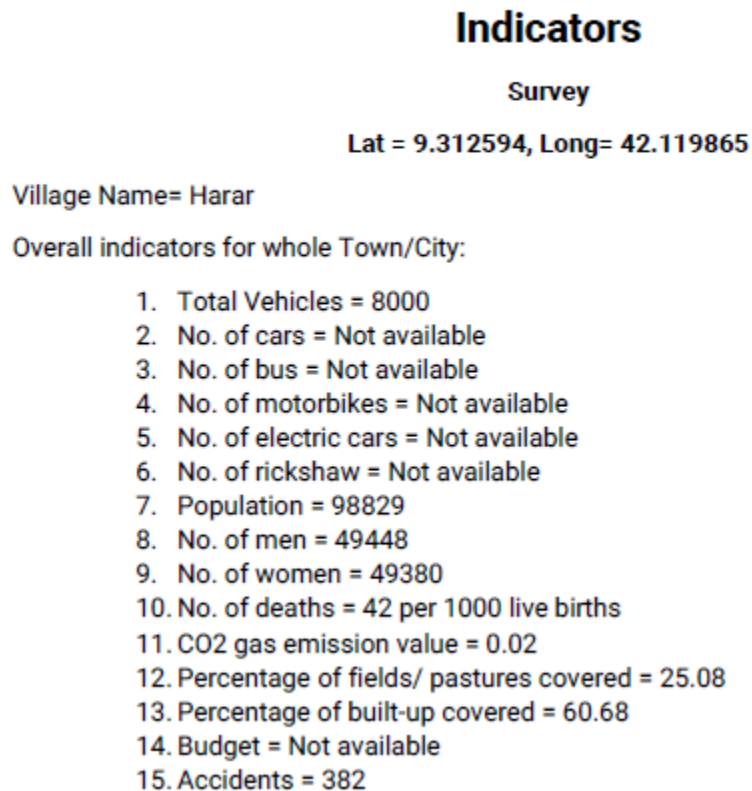 Indicators
Survey
Lat = 9.312594, Long= 42.119865
Village Name= Harar
Overall indicators for whole Town/City:
1. Total Vehicles = 8000
2. No. of cars = Not available
3. No. of bus = Not available
4. No. of motorbikes = Not available
5. No. of electric cars = Not available
6. No. of rickshaw = Not available
7. Population = 98829
8. No. of men = 49448
9. No. of women = 49380
10. No. of deaths = 42 per 1000 live births
11. CO2 gas emission value = 0.02
12. Percentage of fields/ pastures covered = 25.08
13. Percentage of built-up covered = 60.68
14. Budget = Not available
15. Accidents = 382